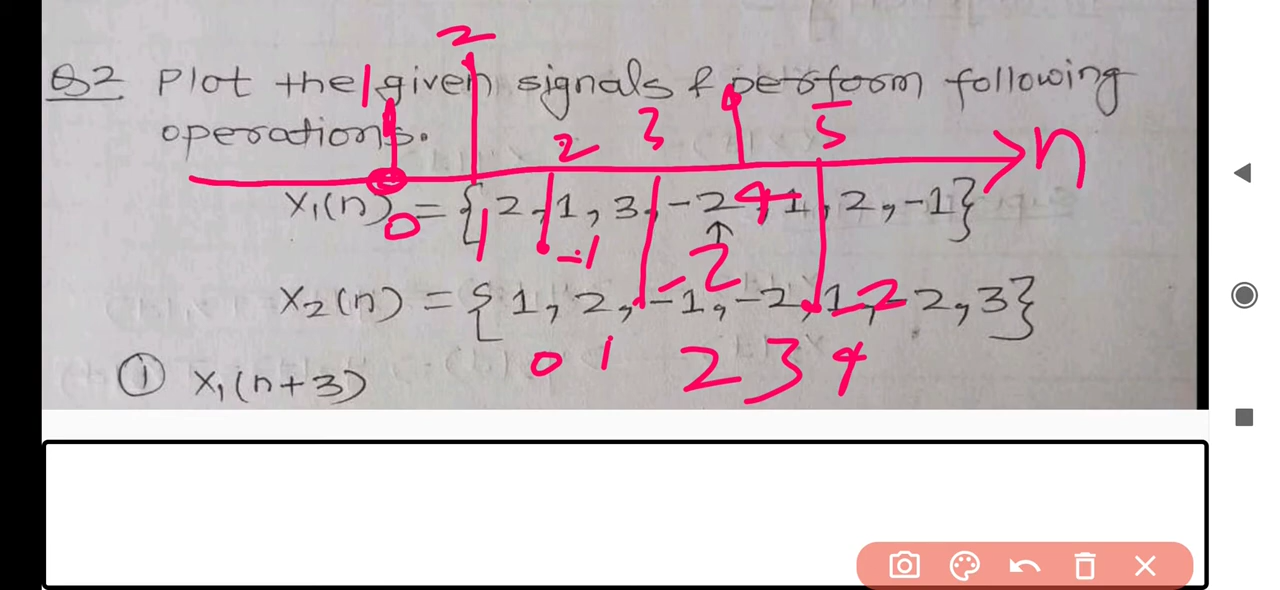 Q2 Plot the given signals & perform following
operations.
x₁(n) = {2, 1, 3, -2, 1, 2, -1}
↑
x₂(n) = {1, 2, -1, -2, 1, -2, 3}
① x₁(n+3)
1 2
2 3 5 n
0 1 -1 4
-2 -2
0 1 2 3 4